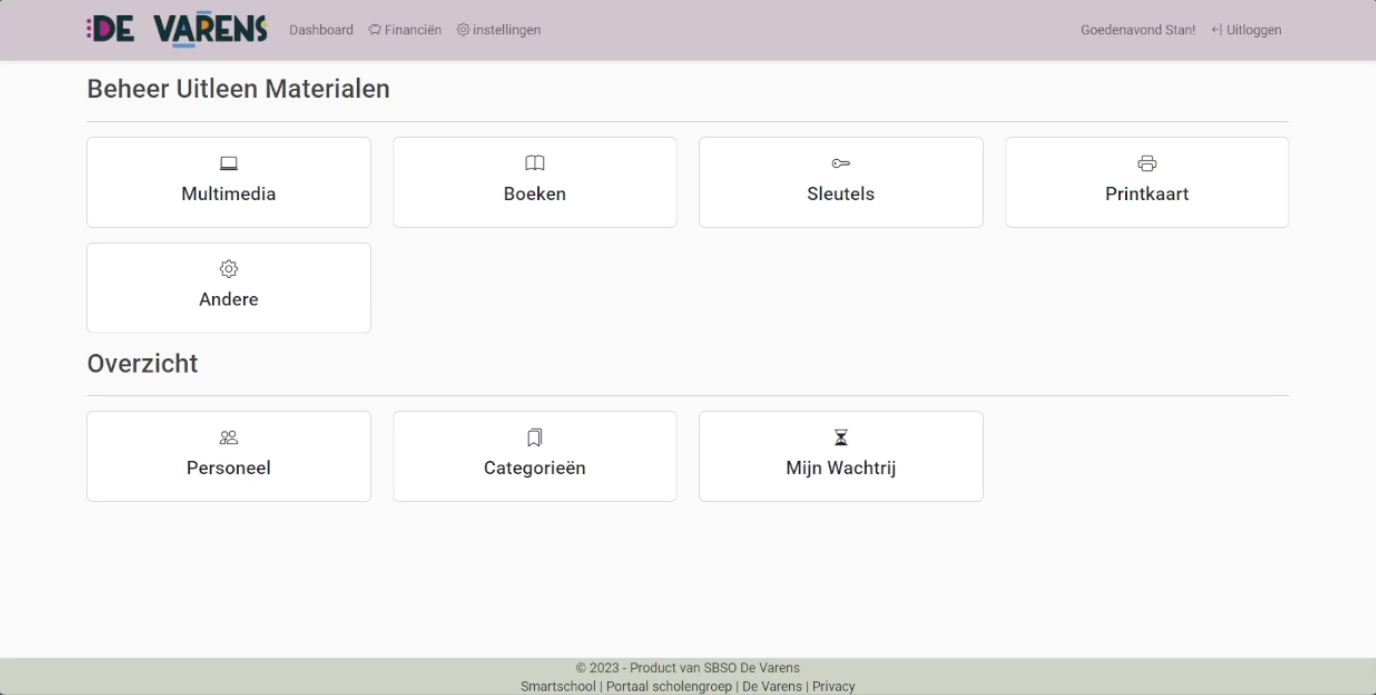 DE VARENS Dashboard Financiën instellingen Goedenavond Stan! Uitloggen
Beheer Uitleen Materialen
Multimedia Boeken Sleutels Printkaart
Andere
Overzicht
Personeel Categorieën Mijn Wachtrij
© 2023 - Product van SBSO De Varens
Smartschool | Portaal scholengroep | De Varens | Privacy